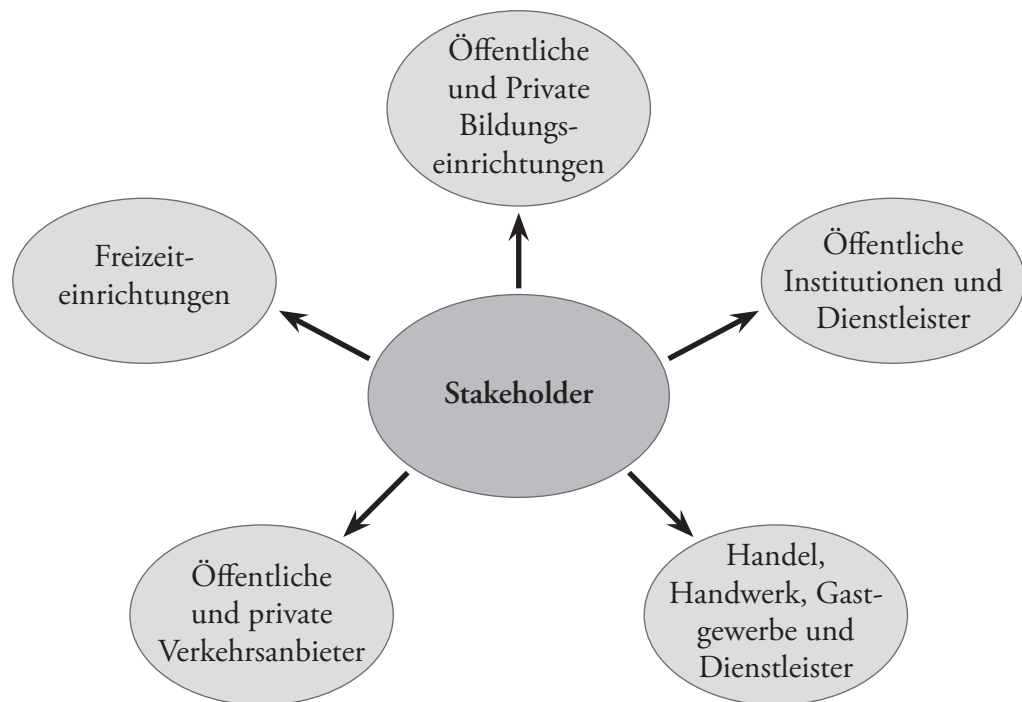 Öffentliche
und Private
Bildungs-
einrichtungen
Freizeit-
einrichtungen
Öffentliche
Institutionen und
Dienstleister
Stakeholder
Öffentliche
und private
Verkehrsanbieter
Handel,
Handwerk, Gast-
gewerbe und
Dienstleister